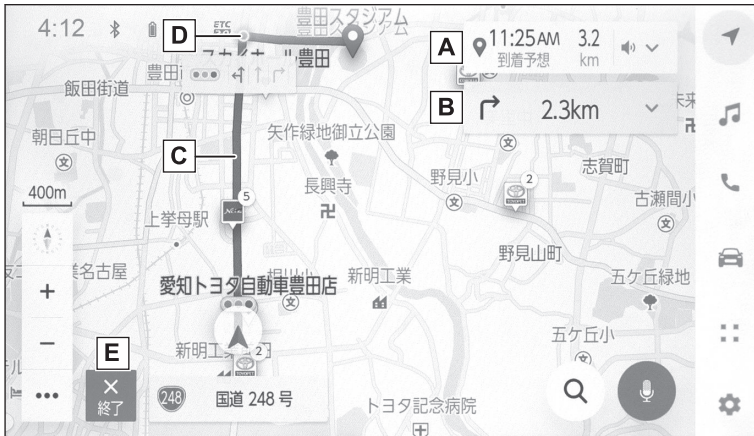 4:12
ETC
D
豊田スタジアム
A
11:25AM
3.2
到着予想
km
豊田
B
2.3km
飯田街道
朝日丘中
C
矢作緑地御立公園
志賀町
400m
長興寺
野見小
2
古瀬間小
5
上挙母駅
野見山町
名古屋
愛知トヨタ自動車豊田店
新明工業
五ケ丘緑地
E
五ケ丘小
2
終了
248
国道 248 号
トヨタ記念病院